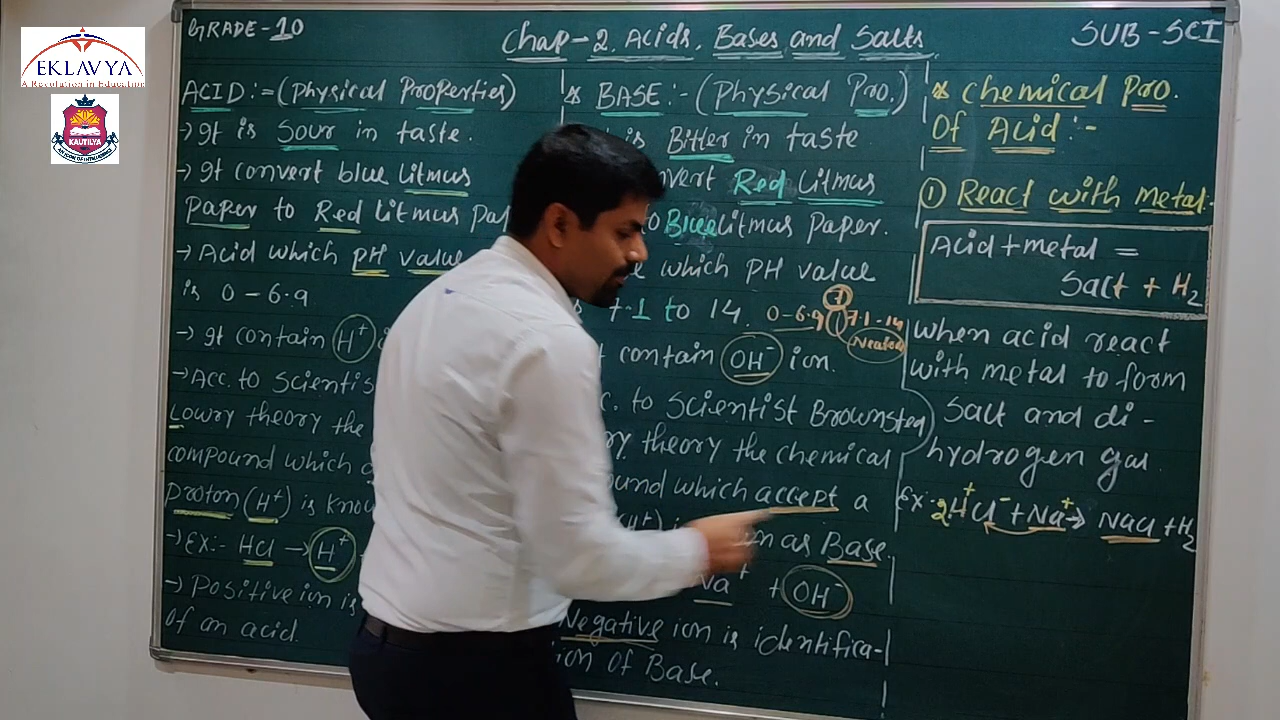 EKLAVYA
A Revolution in Education
KAUTILYA
GRADE-10
Chap-2. Acids, Bases and Salts
SUB-SCI
ACID:-(Physical Properties)
→ It is Sour in taste.
→ It convert blue litmus
paper to Red litmus
→ Acid which pH value
is 0-6.9
→ It contain H+
→ Acc. to Scientist
Lowry theory the
compound which
proton (H+) is
→ Ex:- HCl → H+
→ Positive ion is
of an acid.
* BASE:-(Physical Pro.)
is Bitter in taste
Red litmus
Blue litmus paper.
which PH value
7.1 to 14. 0-6.9 7 7.1-14
contain OH- ion.
to Scientist Brownsted
theory the chemical
which accept a
as Base.
Na+ + OH-
Negative ion is identifica-
ion of Base.
* Chemical Pro.
Of Acid:-
① React with metal:-
Acid+metal =
Salt + H2
when acid react
with metal to form
Salt and di-
hydrogen gas.
Ex:- 2H+Cl- + Na+ → NaCl + H2